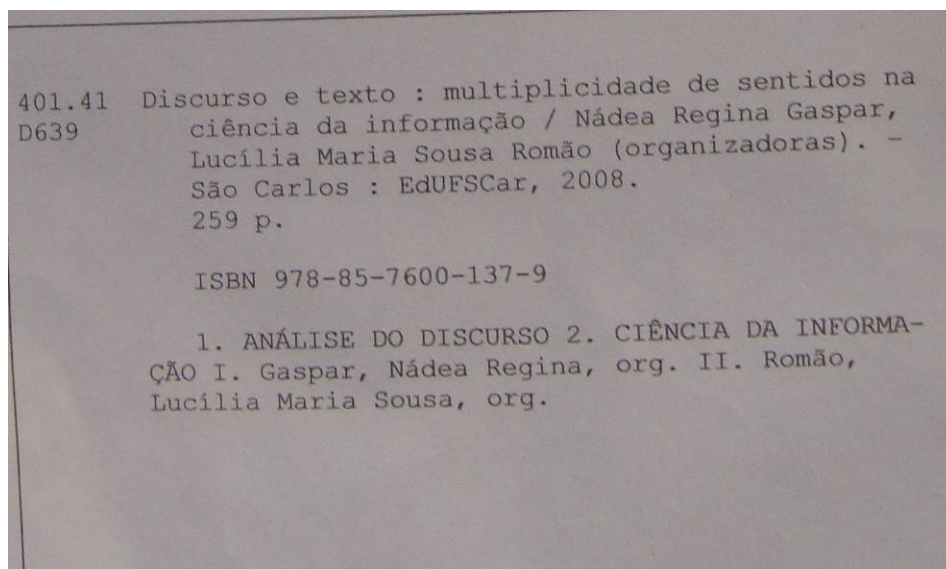 401.41 Discurso e texto : multiplicidade de sentidos na
D639 ciência da informação / Nádea Regina Gaspar,
Lucília Maria Sousa Romão (organizadoras). –
São Carlos : EdUFSCar, 2008.
259 p.
ISBN 978-85-7600-137-9
1. ANÁLISE DO DISCURSO 2. CIÊNCIA DA INFORMA-
ÇÃO I. Gaspar, Nádea Regina, org. II. Romão,
Lucília Maria Sousa, org.